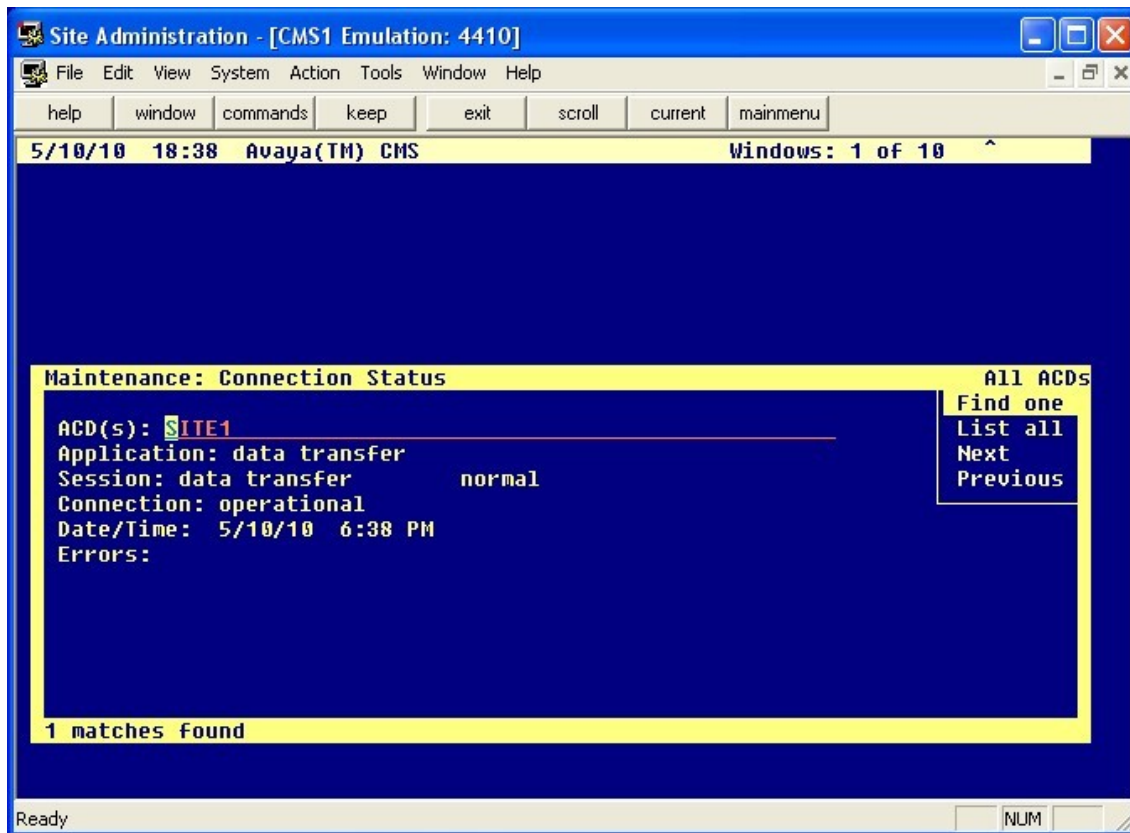 Site Administration - [CMS1 Emulation: 4410]
File Edit View System Action Tools Window Help
help window commands keep exit scroll current mainmenu
5/10/10 18:38 Avaya(TM) CMS Windows: 1 of 10 ^
Maintenance: Connection Status All ACDs
Find one
ACD(s): SITE1 List all
Application: data transfer Next
Session: data transfer normal Previous
Connection: operational
Date/Time: 5/10/10 6:38 PM
Errors:
1 matches found
Ready NUM